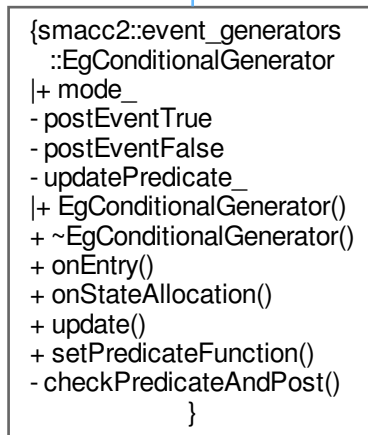 {smacc2::event_generators
::EgConditionalGenerator
|+ mode_
- postEventTrue
- postEventFalse
- updatePredicate_
|+ EgConditionalGenerator()
+ ~EgConditionalGenerator()
+ onEntry()
+ onStateAllocation()
+ update()
+ setPredicateFunction()
- checkPredicateAndPost()
}